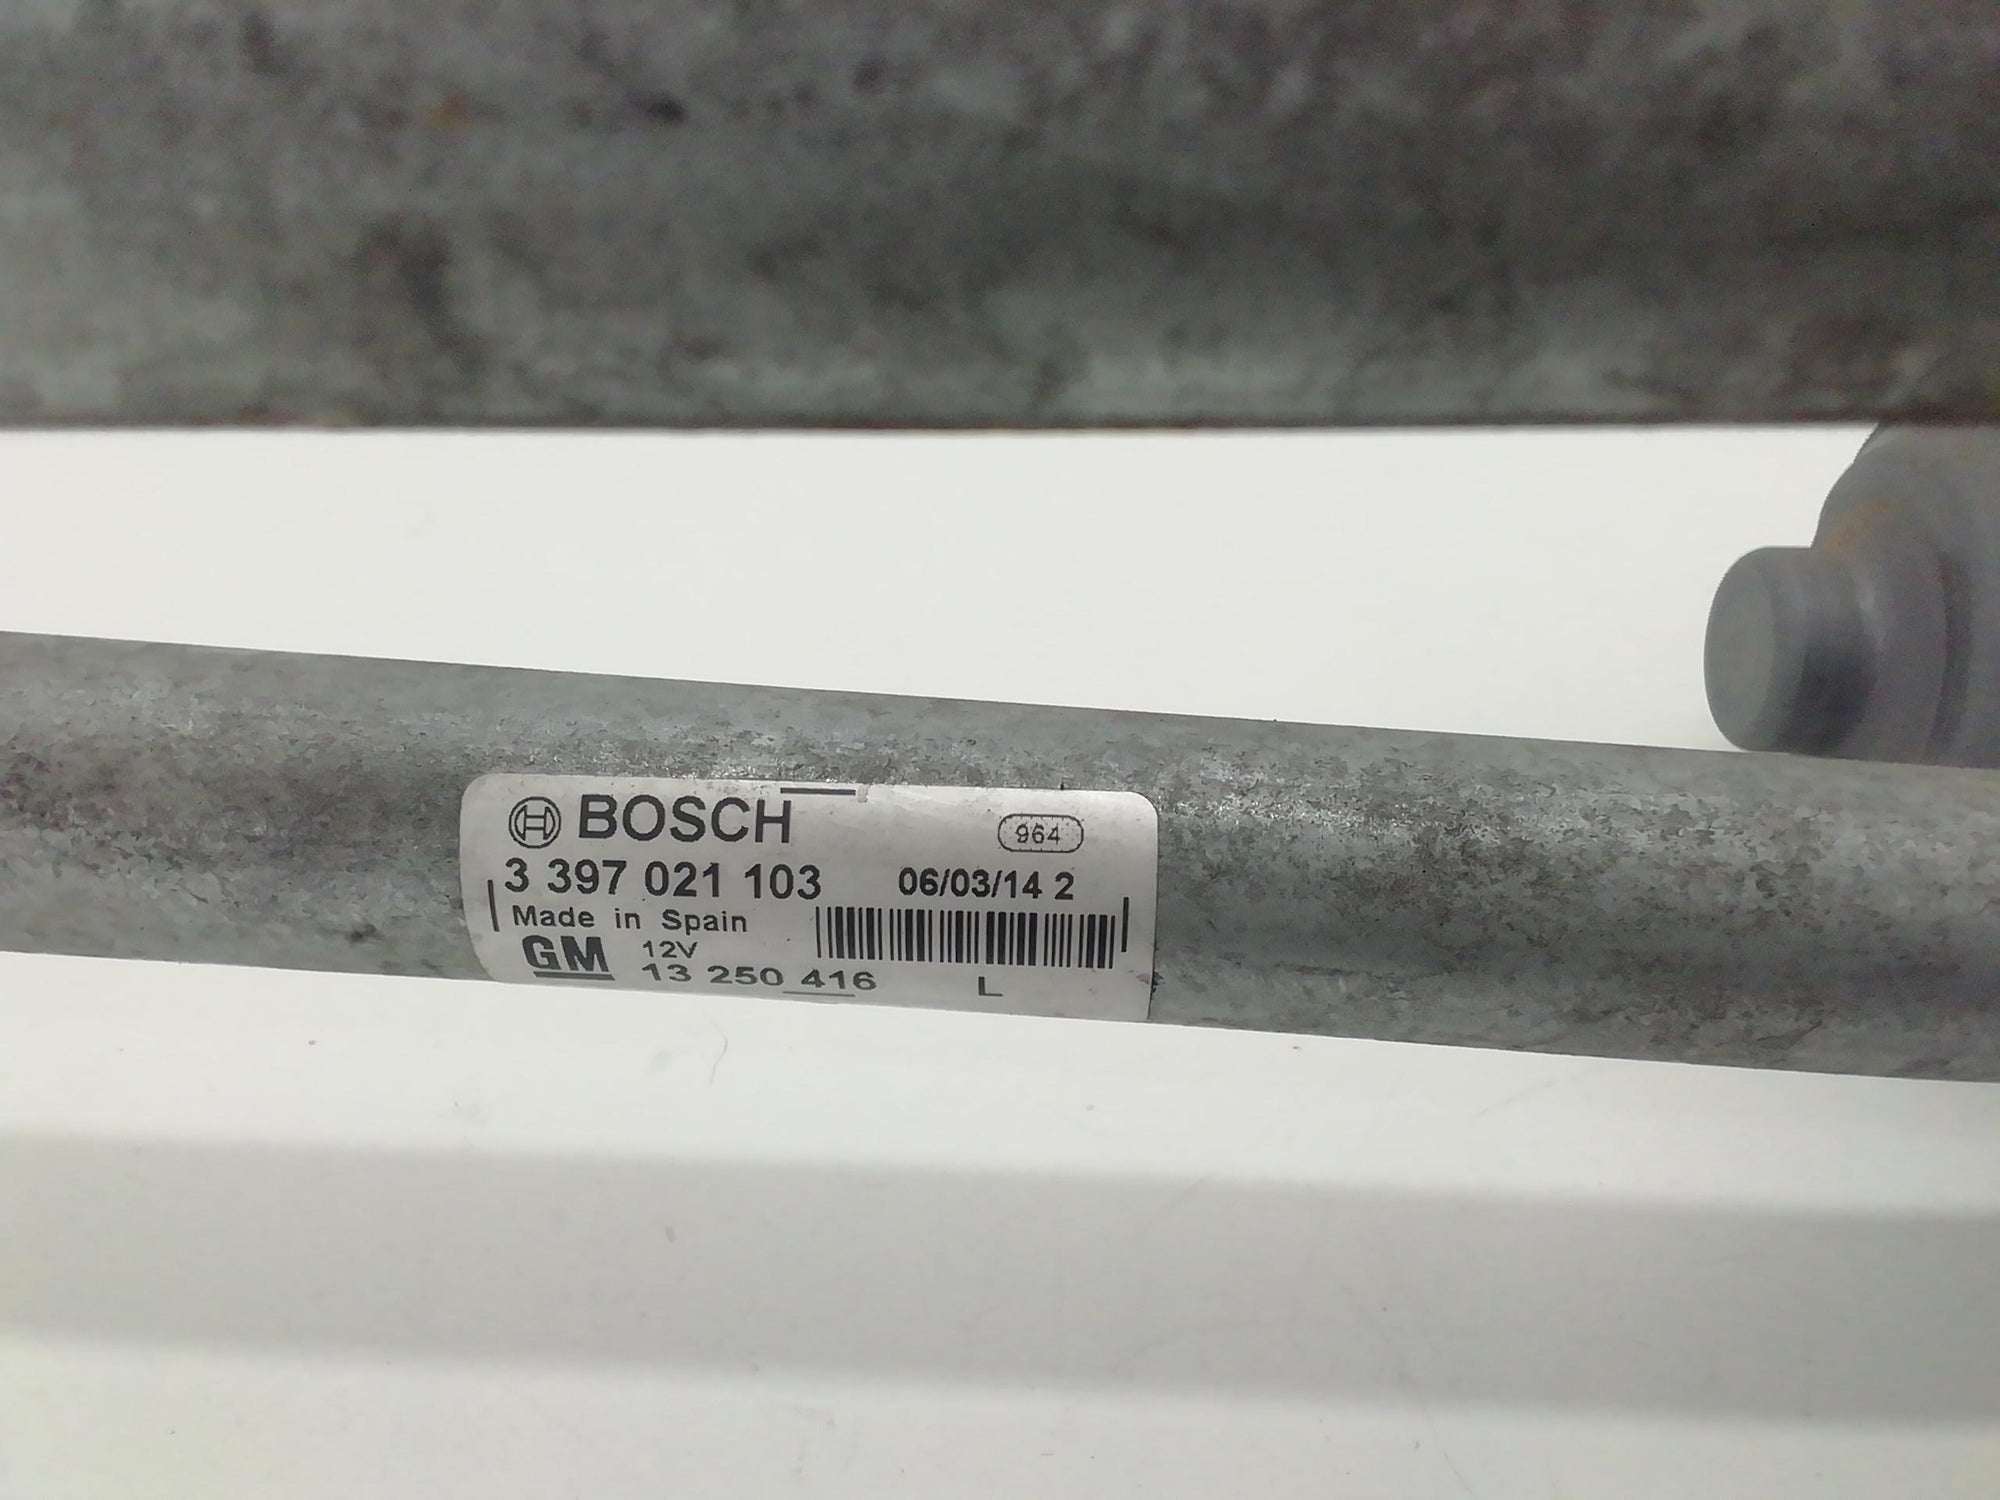 BOSCH 964
3 397 021 103 06/03/14 2
Made in Spain
GM 12V
13 250 416 L